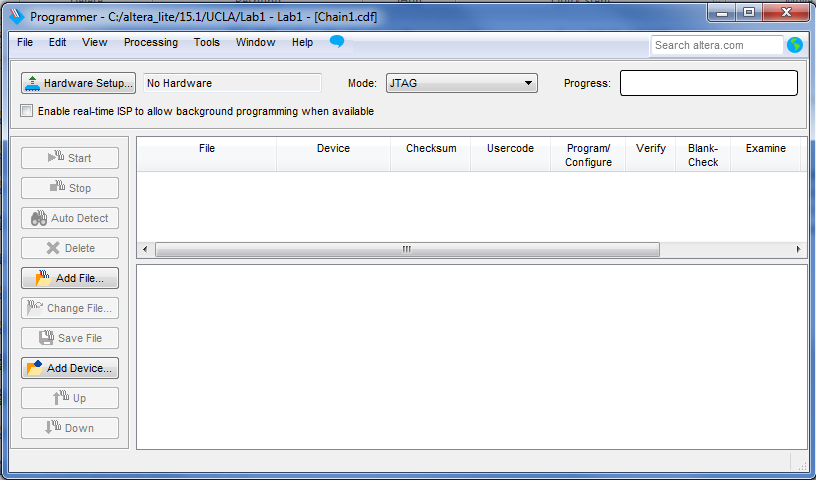 Programmer - C:/altera_lite/15.1/UCLA/Lab1 - Lab1 - [Chain1.cdf]
File Edit View Processing Tools Window Help
Search altera.com
Hardware Setup... No Hardware Mode: JTAG Progress:
Enable real-time ISP to allow background programming when available
Start
Stop
Auto Detect
Delete
Add File...
Change File...
Save File
Add Device...
Up
Down
File Device Checksum Usercode Program/ Configure Verify Blank- Check Examine